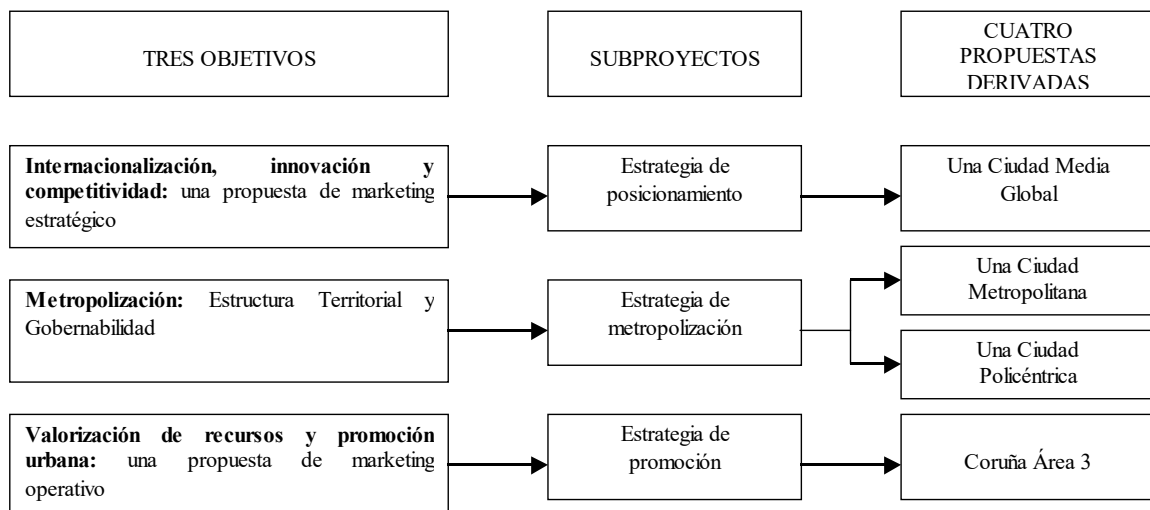 TRES OBJETIVOS
SUBPROYECTOS
CUATRO
PROPUESTAS
DERIVADAS
Internacionalización, innovación y
competitividad: una propuesta de marketing
estratégico
Estrategia de
posicionamiento
Una Ciudad Media
Global
Metropolización: Estructura Territorial y
Gobernabilidad
Estrategia de
metropolización
Una Ciudad
Metropolitana
Una Ciudad
Policéntrica
Valorización de recursos y promoción
urbana: una propuesta de marketing
operativo
Estrategia de
promoción
Coruña Área 3